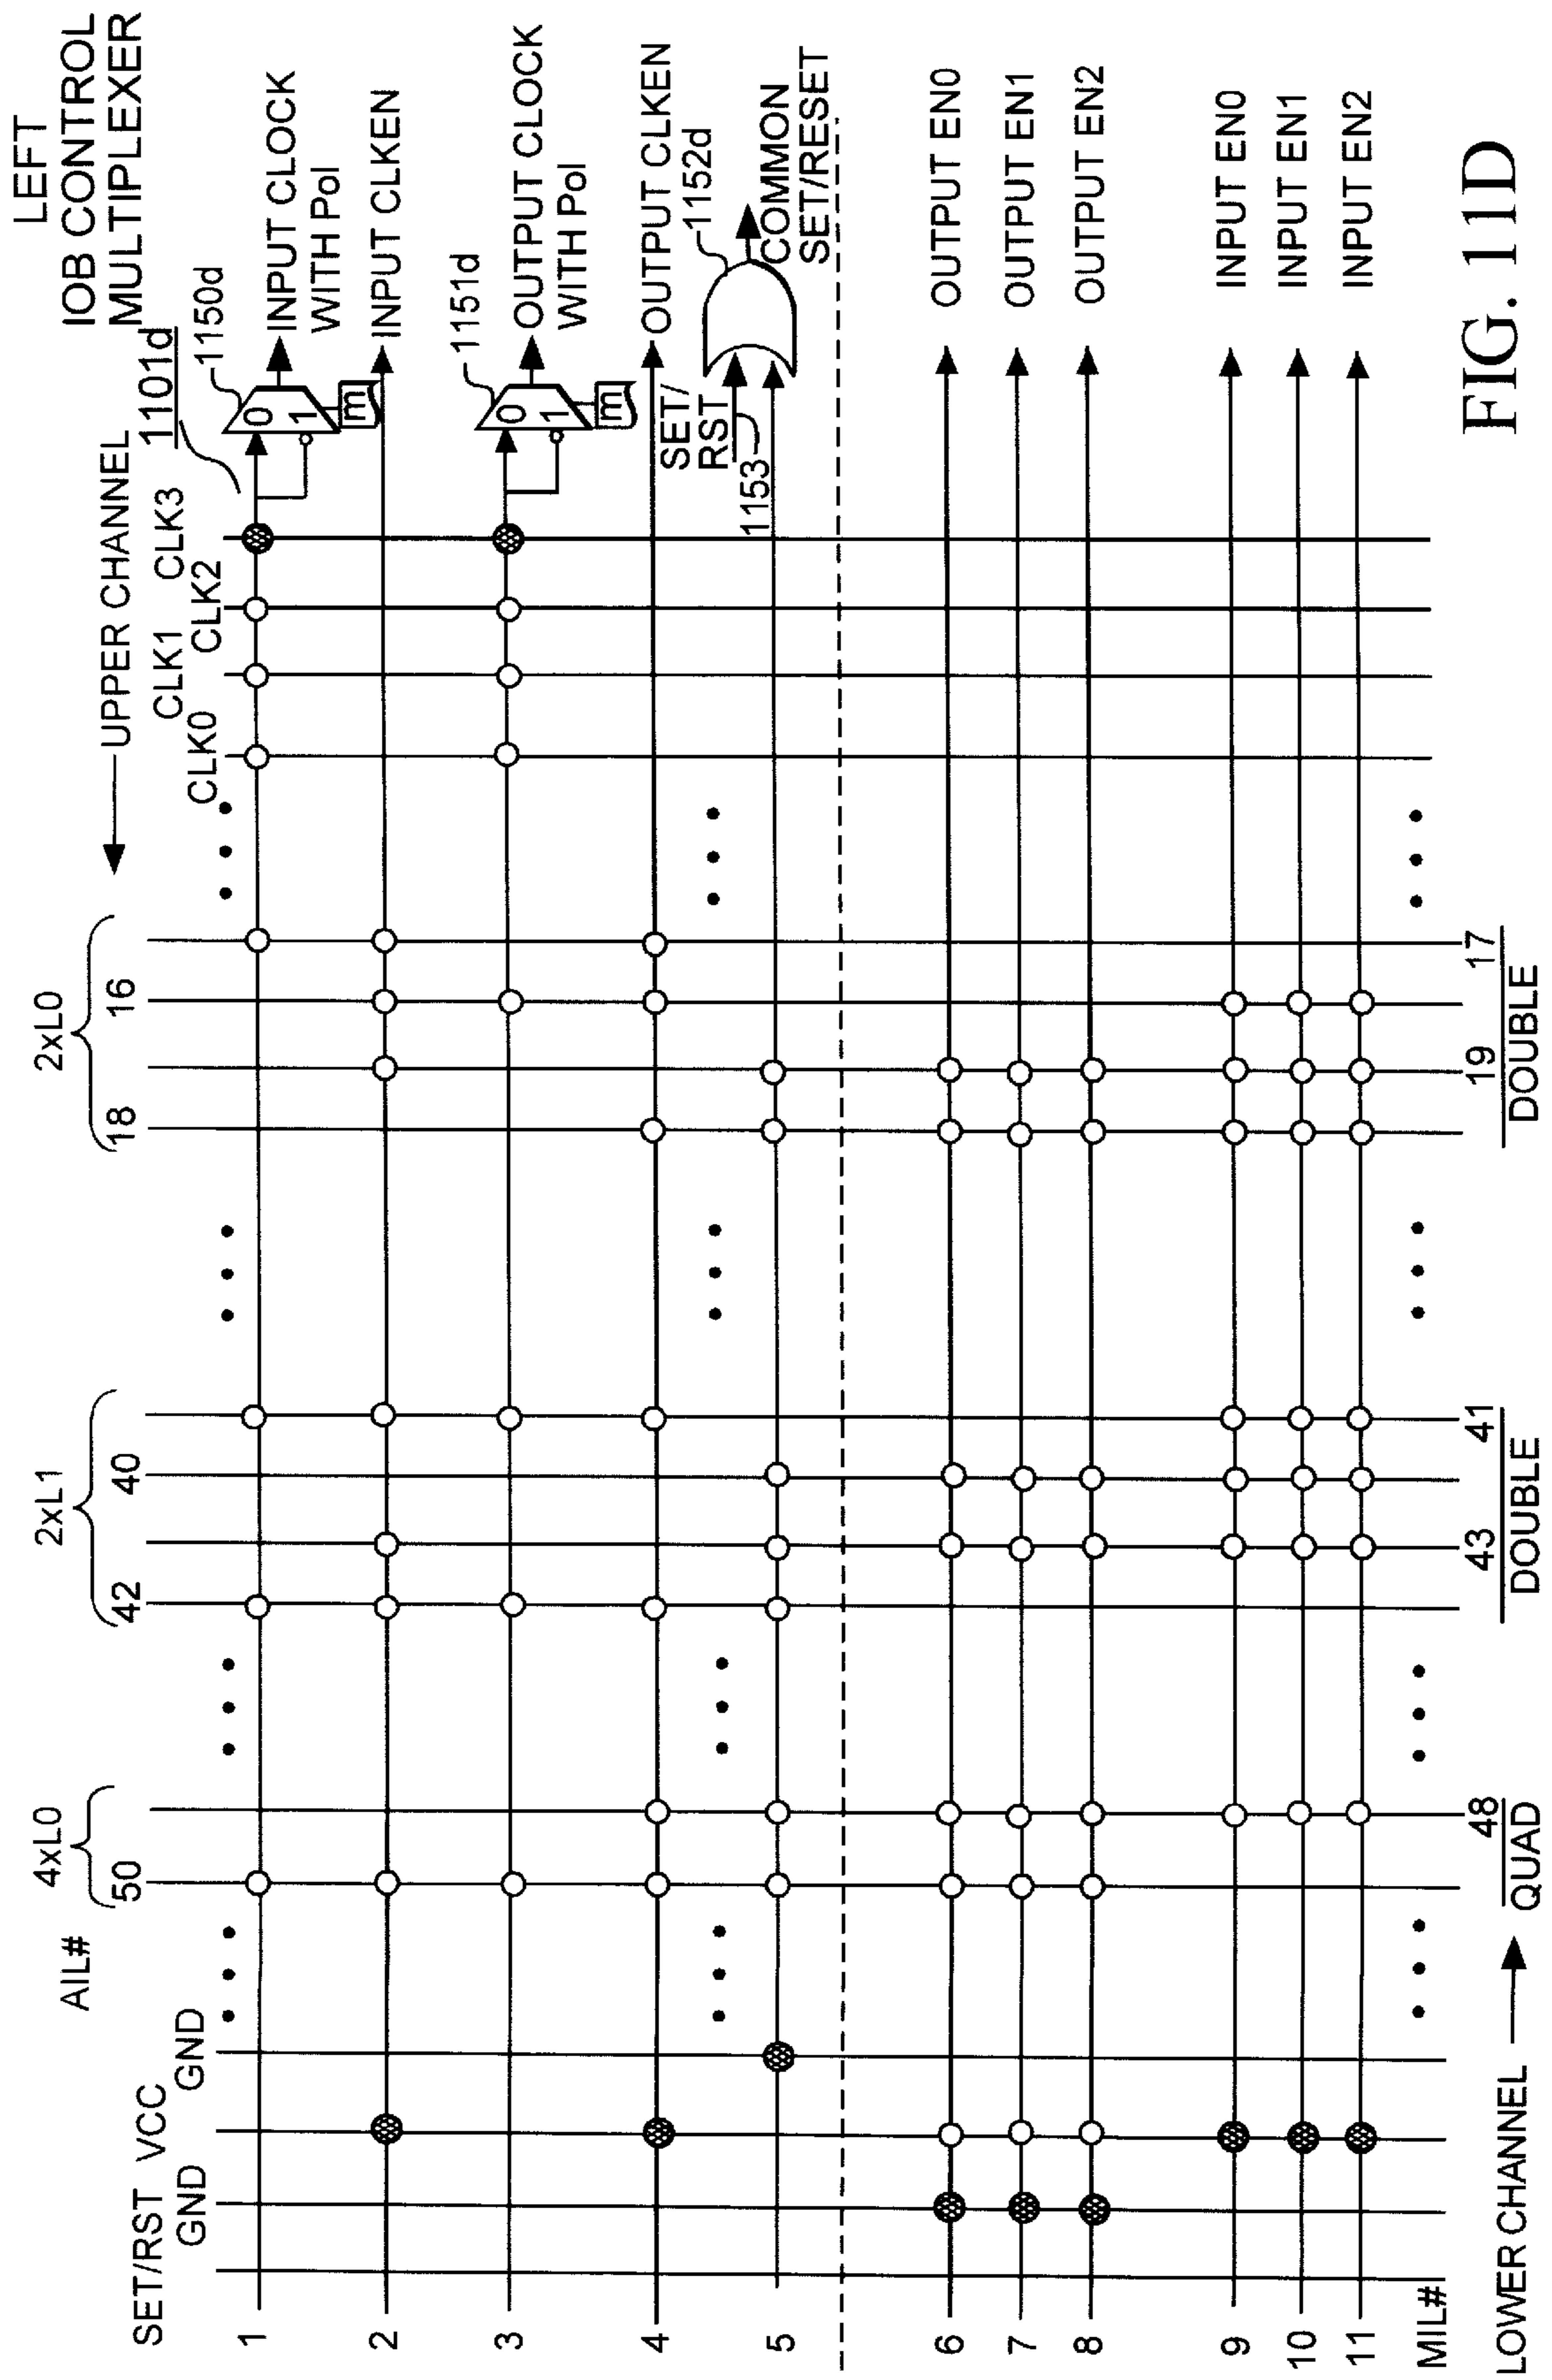 LEFT
IOB CONTROL
MULTIPLEXER
UPPER CHANNEL
1101d
CLK0
CLK1
CLK2
CLK3
1150d
0
1
m
INPUT CLOCK
WITH Pol
INPUT CLKEN
1151d
0
1
m
OUTPUT CLOCK
WITH Pol
OUTPUT CLKEN
SET/
RST
1153
1152d
COMMON
SET/RESET
OUTPUT EN0
OUTPUT EN1
OUTPUT EN2
INPUT EN0
INPUT EN1
INPUT EN2
AIL#
4xL0
50
2xL1
42
40
2xL0
18
16
SET/RST
GND
VCC
GND
1
2
3
4
5
6
7
8
9
10
11
MIL#
48
QUAD
43
41
DOUBLE
19
17
DOUBLE
LOWER CHANNEL
FIG. 11D